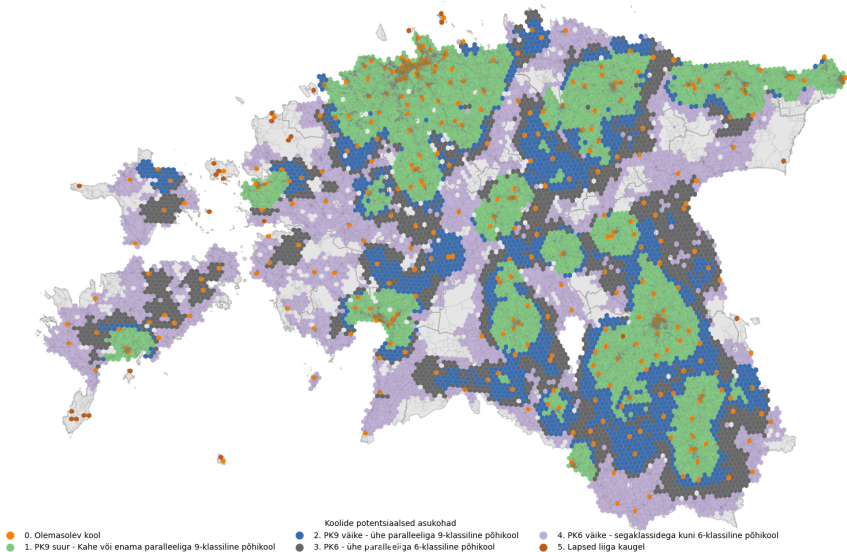 Koolide potentsiaalsed asukohad
0. Olemasolev kool
1. PK9 suur - Kahe või enama paralleeliga 9-klassiline põhikool
2. PK9 väike - ühe paralleeliga 9-klassiline põhikool
3. PK6 - ühe paralleeliga 6-klassiline põhikool
4. PK6 väike - segaklassidega kuni 6-klassiline põhikool
5. Lapsed liiga kaugel